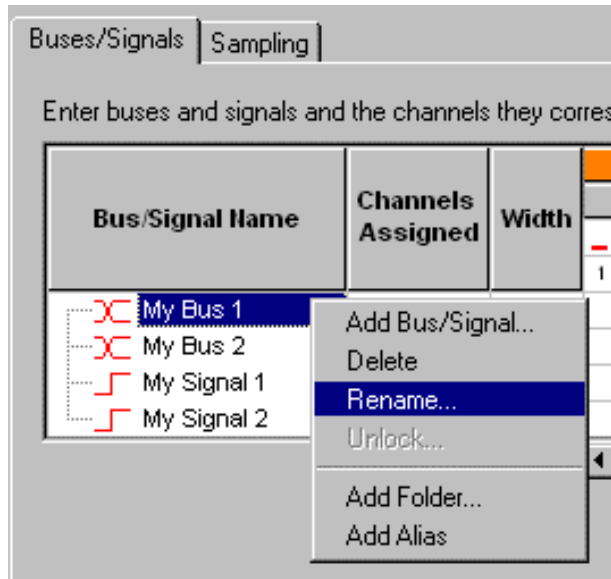 Buses/Signals
Sampling
Enter buses and signals and the channels they
Bus/Signal Name
Channels
Assigned
Width
1
My Bus 1
My Bus 2
My Signal 1
My Signal 2
Add Bus/Signal...
Delete
Rename...
Unlock...
Add Folder...
Add Alias